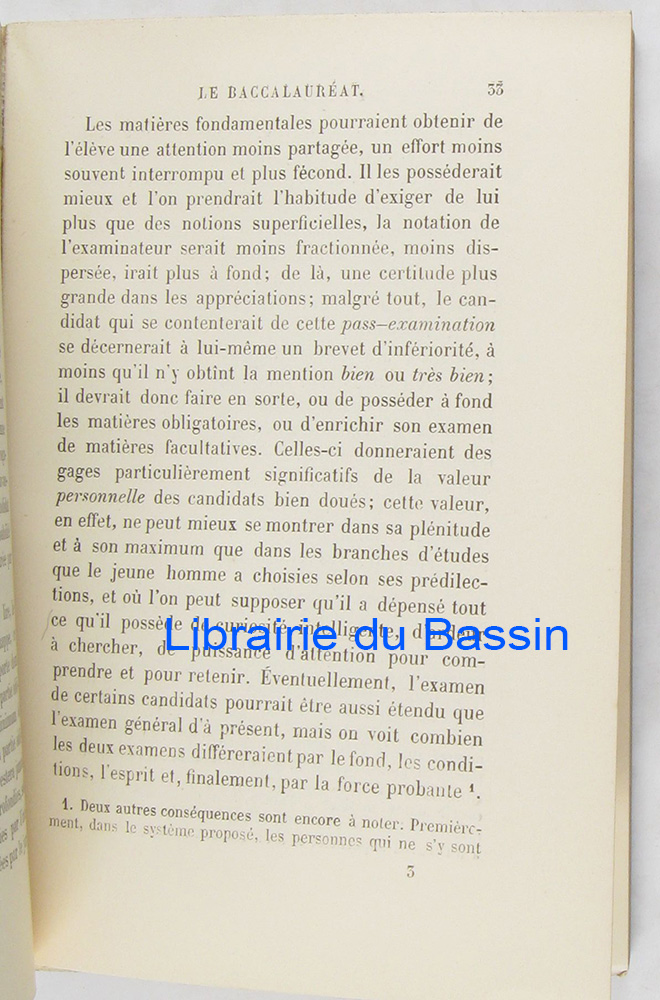 LE BACCALAURÉAT. 33
Les matières fondamentales pourraient obtenir de
l'élève une attention moins partagée, un effort moins
souvent interrompu et plus fécond. Il les posséderait
mieux et l'on prendrait l'habitude d'exiger de lui
plus que des notions superficielles, la notation de
l'examinateur serait moins fractionnée, moins dis-
persée, irait plus à fond; de là, une certitude plus
grande dans les appréciations; malgré tout, le can-
didat qui se contenterait de cette pass-examination
se décernerait à lui-même un brevet d'infériorité, à
moins qu'il n'y obtînt la mention bien ou très bien;
il devrait donc faire en sorte, ou de posséder à fond
les matières obligatoires, ou d'enrichir son examen
de matières facultatives. Celles-ci donneraient des
gages particulièrement significatifs de la valeur
personnelle des candidats bien doués; cette valeur,
en effet, ne peut mieux se montrer dans sa plénitude
et à son maximum que dans les branches d'études
que le jeune homme a choisies selon ses prédilec-
tions, et où l'on peut supposer qu'il a dépensé tout
ce qu'il possède de curiosité intelligente, d'ardeur
Librairie du Bassin
à chercher, de puissance d'attention pour com-
prendre et pour retenir. Éventuellement, l'examen
de certains candidats pourrait être aussi étendu que
l'examen général d'à présent, mais on voit combien
les deux examens différeraient par le fond, les condi-
tions, l'esprit et, finalement, par la force probante 1.
1. Deux autres conséquences sont encore à noter. Première-
ment, dans le système proposé, les personnes qui ne s'y sont
3